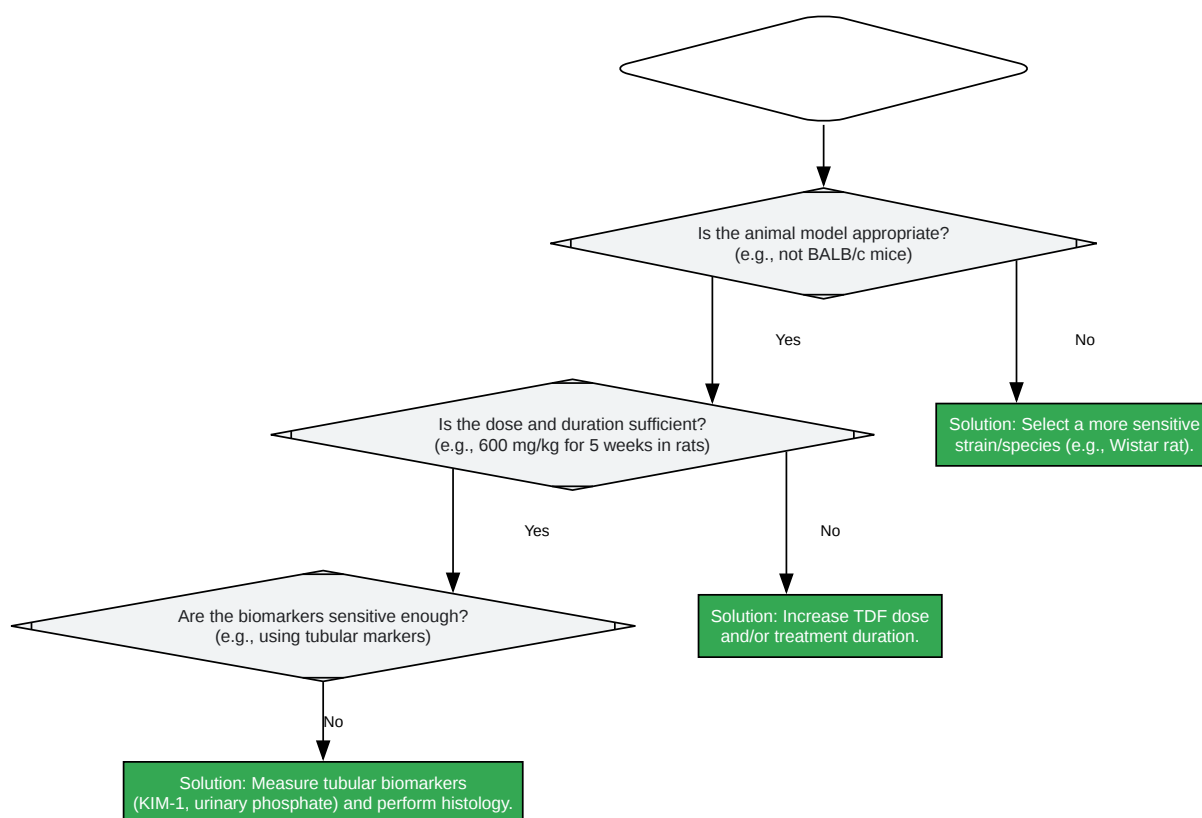 Is the animal model appropriate?
(e.g., not BALB/c mice)
Yes
No
Is the dose and duration sufficient?
(e.g., 600 mg/kg for 5 weeks in rats)
Solution: Select a more sensitive
strain/species (e.g., Wistar rat).
Yes
No
Are the biomarkers sensitive enough?
(e.g., using tubular markers)
Solution: Increase TDF dose
and/or treatment duration.
No
Solution: Measure tubular biomarkers
(KIM-1, urinary phosphate) and perform histology.